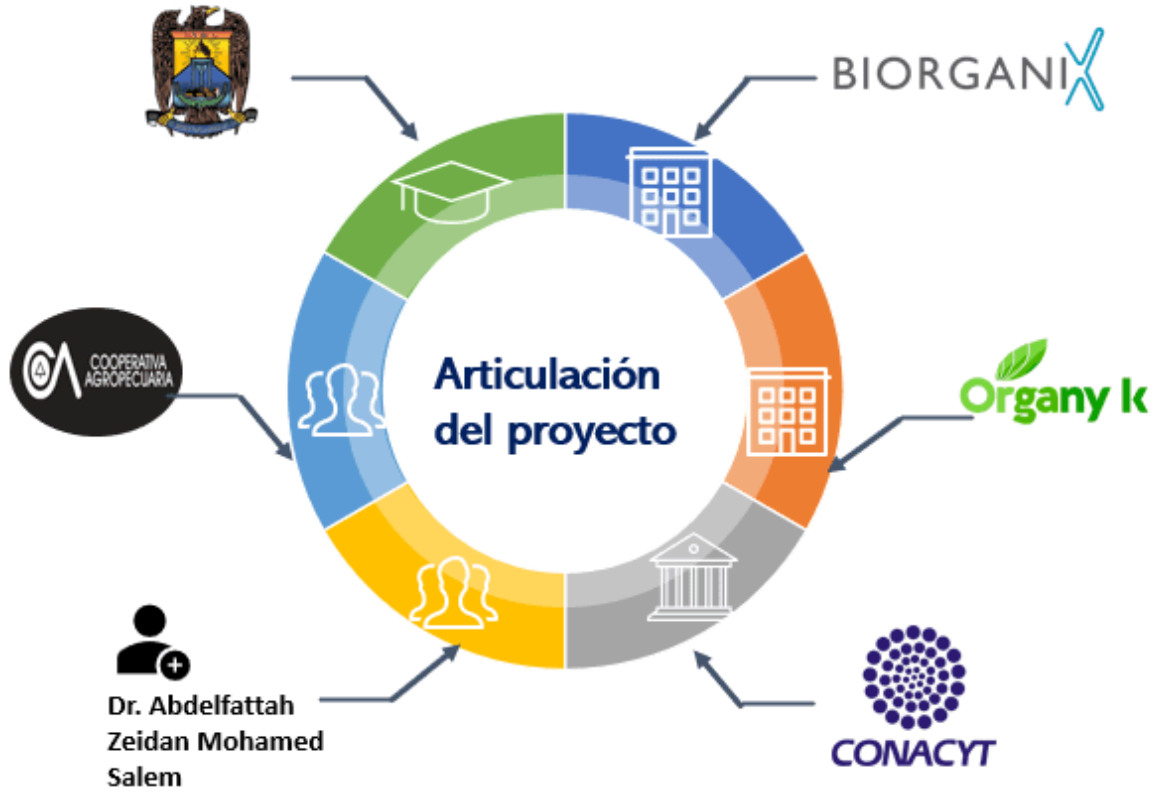 BIORGANIX
COOPERATIVA
AGROPECUARIA
Articulación
del proyecto
Organy k
Dr. Abdelfattah
Zeidan Mohamed
Salem
CONACYT